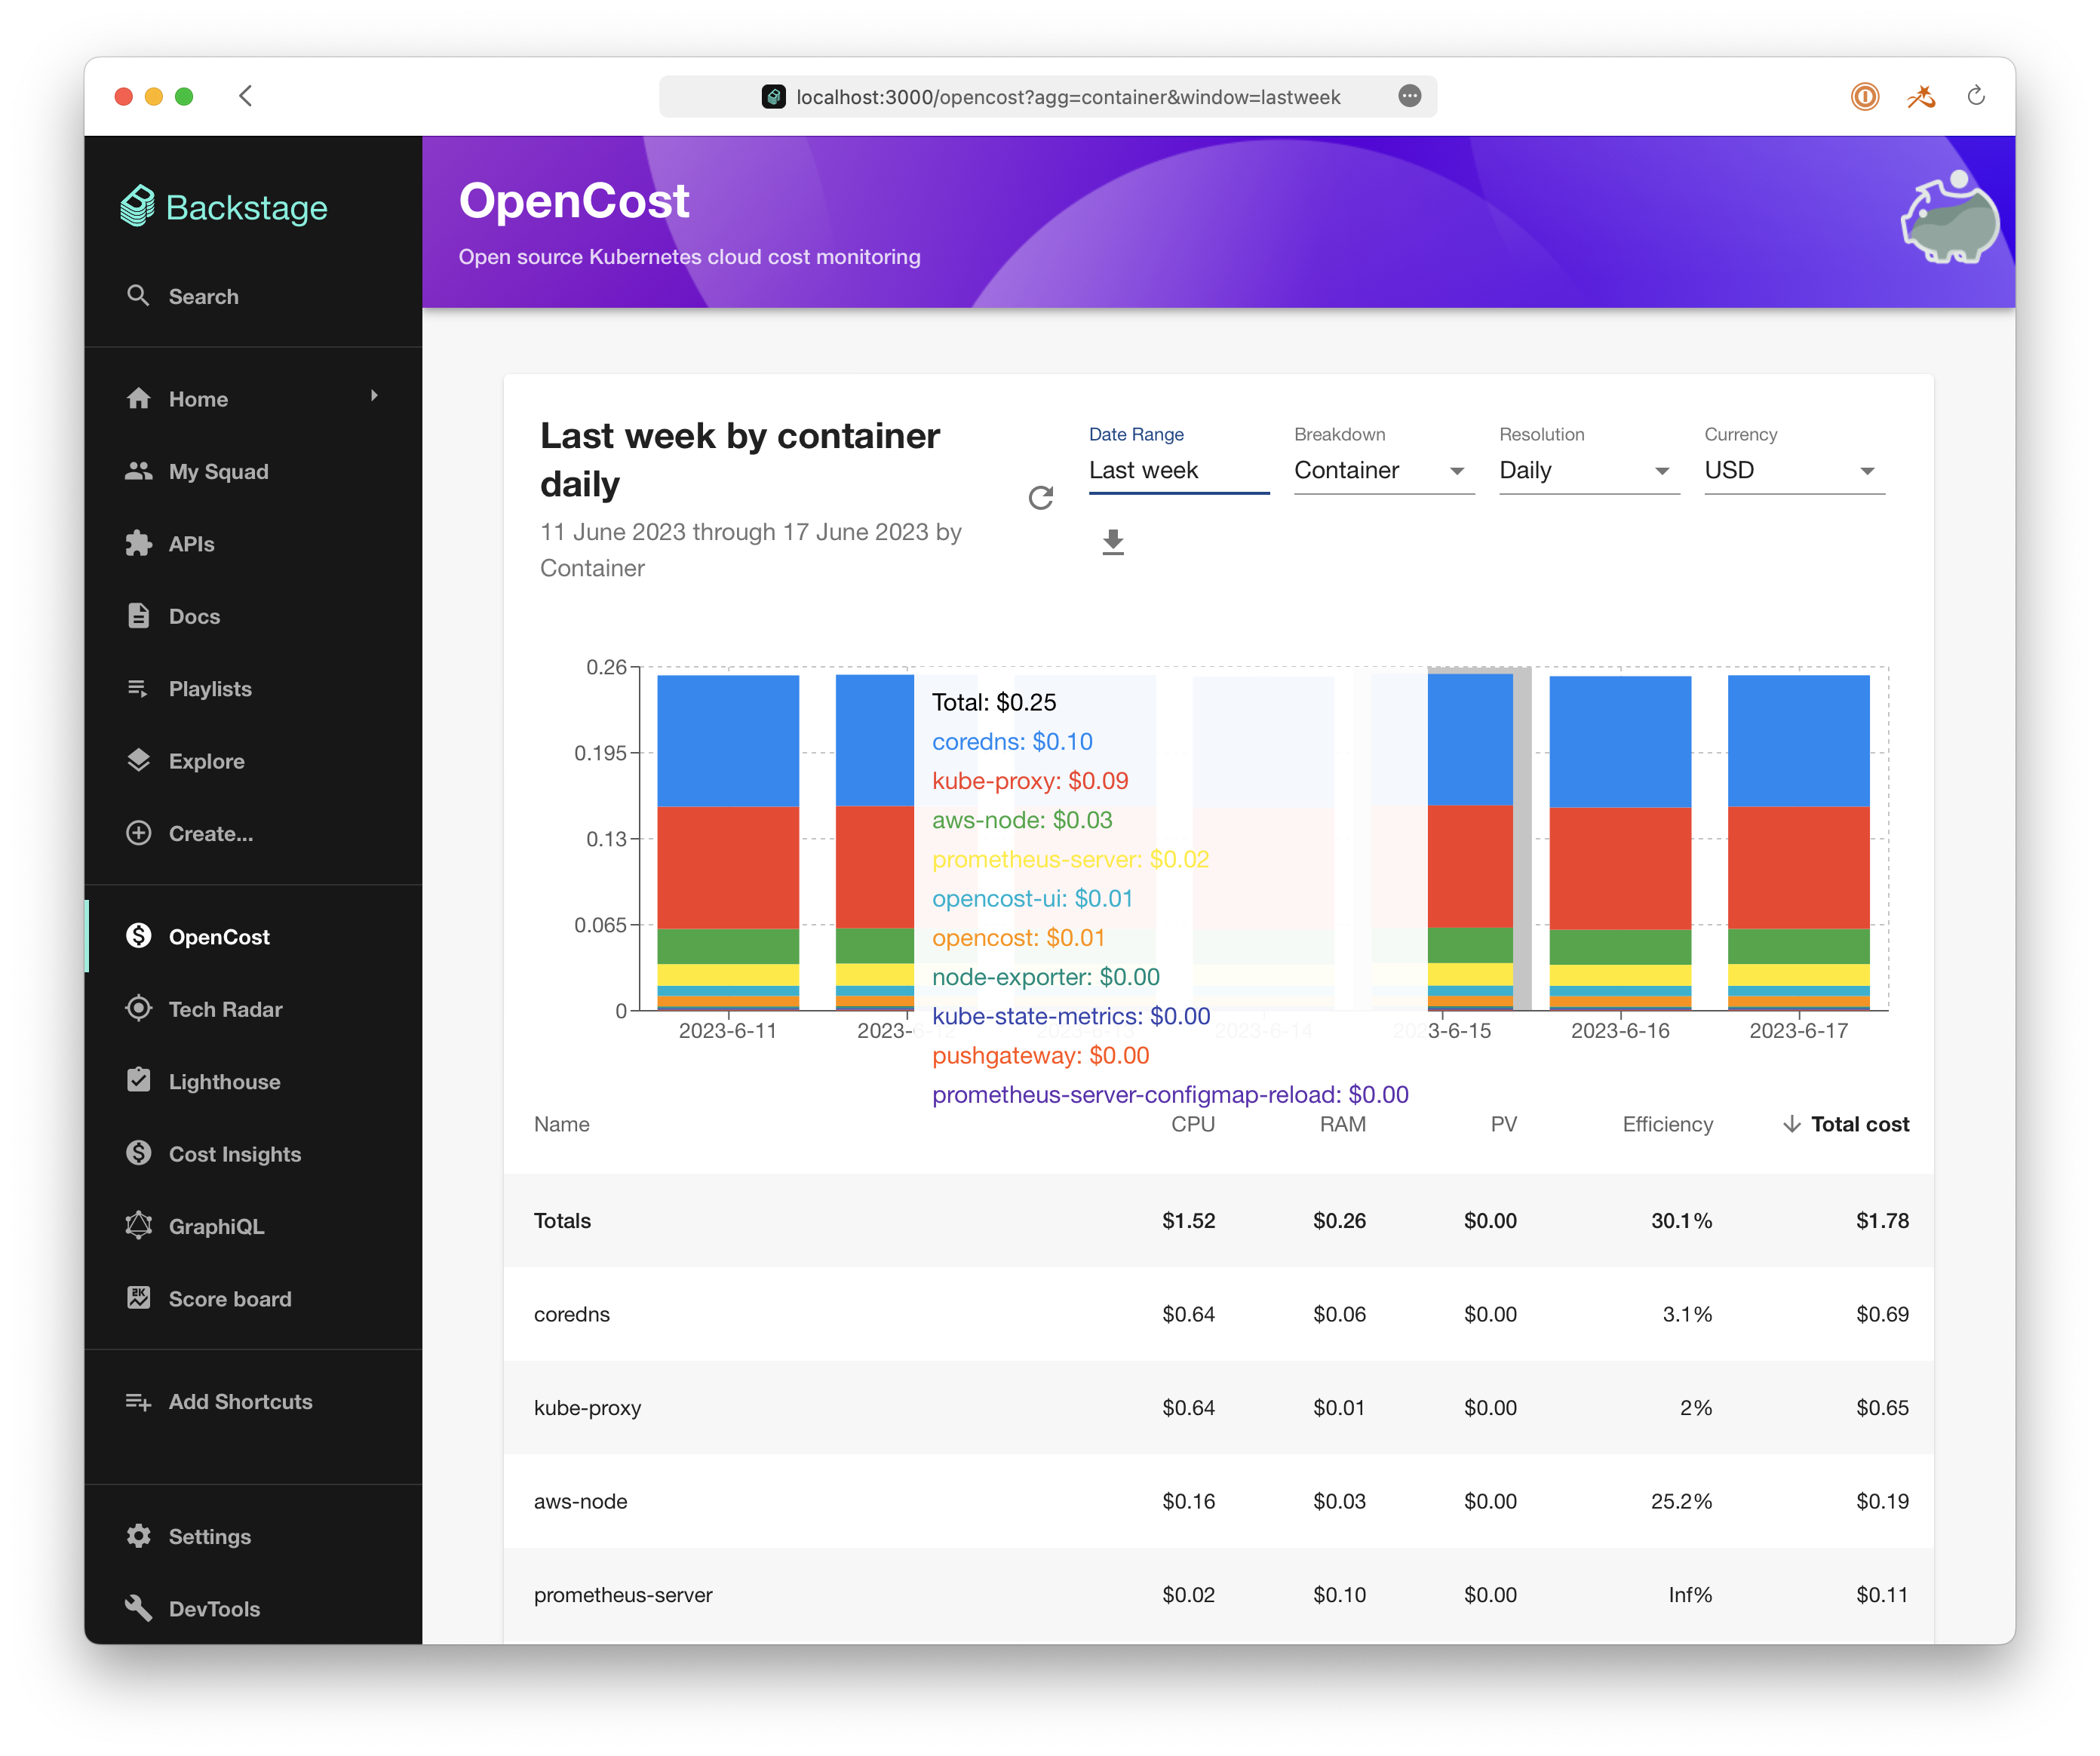 localhost:3000/opencost?agg=container&window=lastweek
Backstage
Search
Home
My Squad
APIs
Docs
Playlists
Explore
Create...
OpenCost
Tech Radar
Lighthouse
Cost Insights
GraphiQL
Score board
Add Shortcuts
Settings
DevTools
OpenCost
Open source Kubernetes cloud cost monitoring
Last week by container
daily
11 June 2023 through 17 June 2023 by
Container
Date Range
Last week
Breakdown
Container
Resolution
Daily
Currency
USD
0.26
0.195
0.13
0.065
0
Total: $0.25
coredns: $0.10
kube-proxy: $0.09
aws-node: $0.03
prometheus-server: $0.02
opencost-ui: $0.01
opencost: $0.01
node-exporter: $0.00
kube-state-metrics: $0.00
pushgateway: $0.00
prometheus-server-configmap-reload: $0.00
2023-6-11 2023-6-12 2023-6-14 2023-6-15 2023-6-16 2023-6-17
Name CPU RAM PV Efficiency Total cost
Totals $1.52 $0.26 $0.00 30.1% $1.78
coredns $0.64 $0.06 $0.00 3.1% $0.69
kube-proxy $0.64 $0.01 $0.00 2% $0.65
aws-node $0.16 $0.03 $0.00 25.2% $0.19
prometheus-server $0.02 $0.10 $0.00 Inf% $0.11